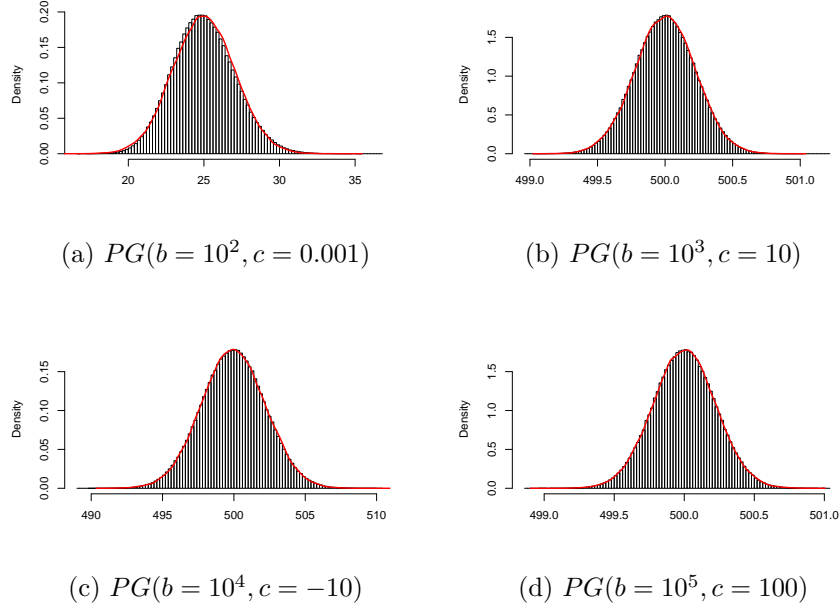 Density
0.00 0.05 0.10 0.15 0.20
20 25 30 35
(a) PG(b = 10², c = 0.001)
Density
0.0 0.5 1.0 1.5
499.0 499.5 500.0 500.5 501.0
(b) PG(b = 10³, c = 10)
Density
0.00 0.05 0.10 0.15
490 495 500 505 510
(c) PG(b = 10⁴, c = −10)
Density
0.0 0.5 1.0 1.5
499.0 499.5 500.0 500.5 501.0
(d) PG(b = 10⁵, c = 100)